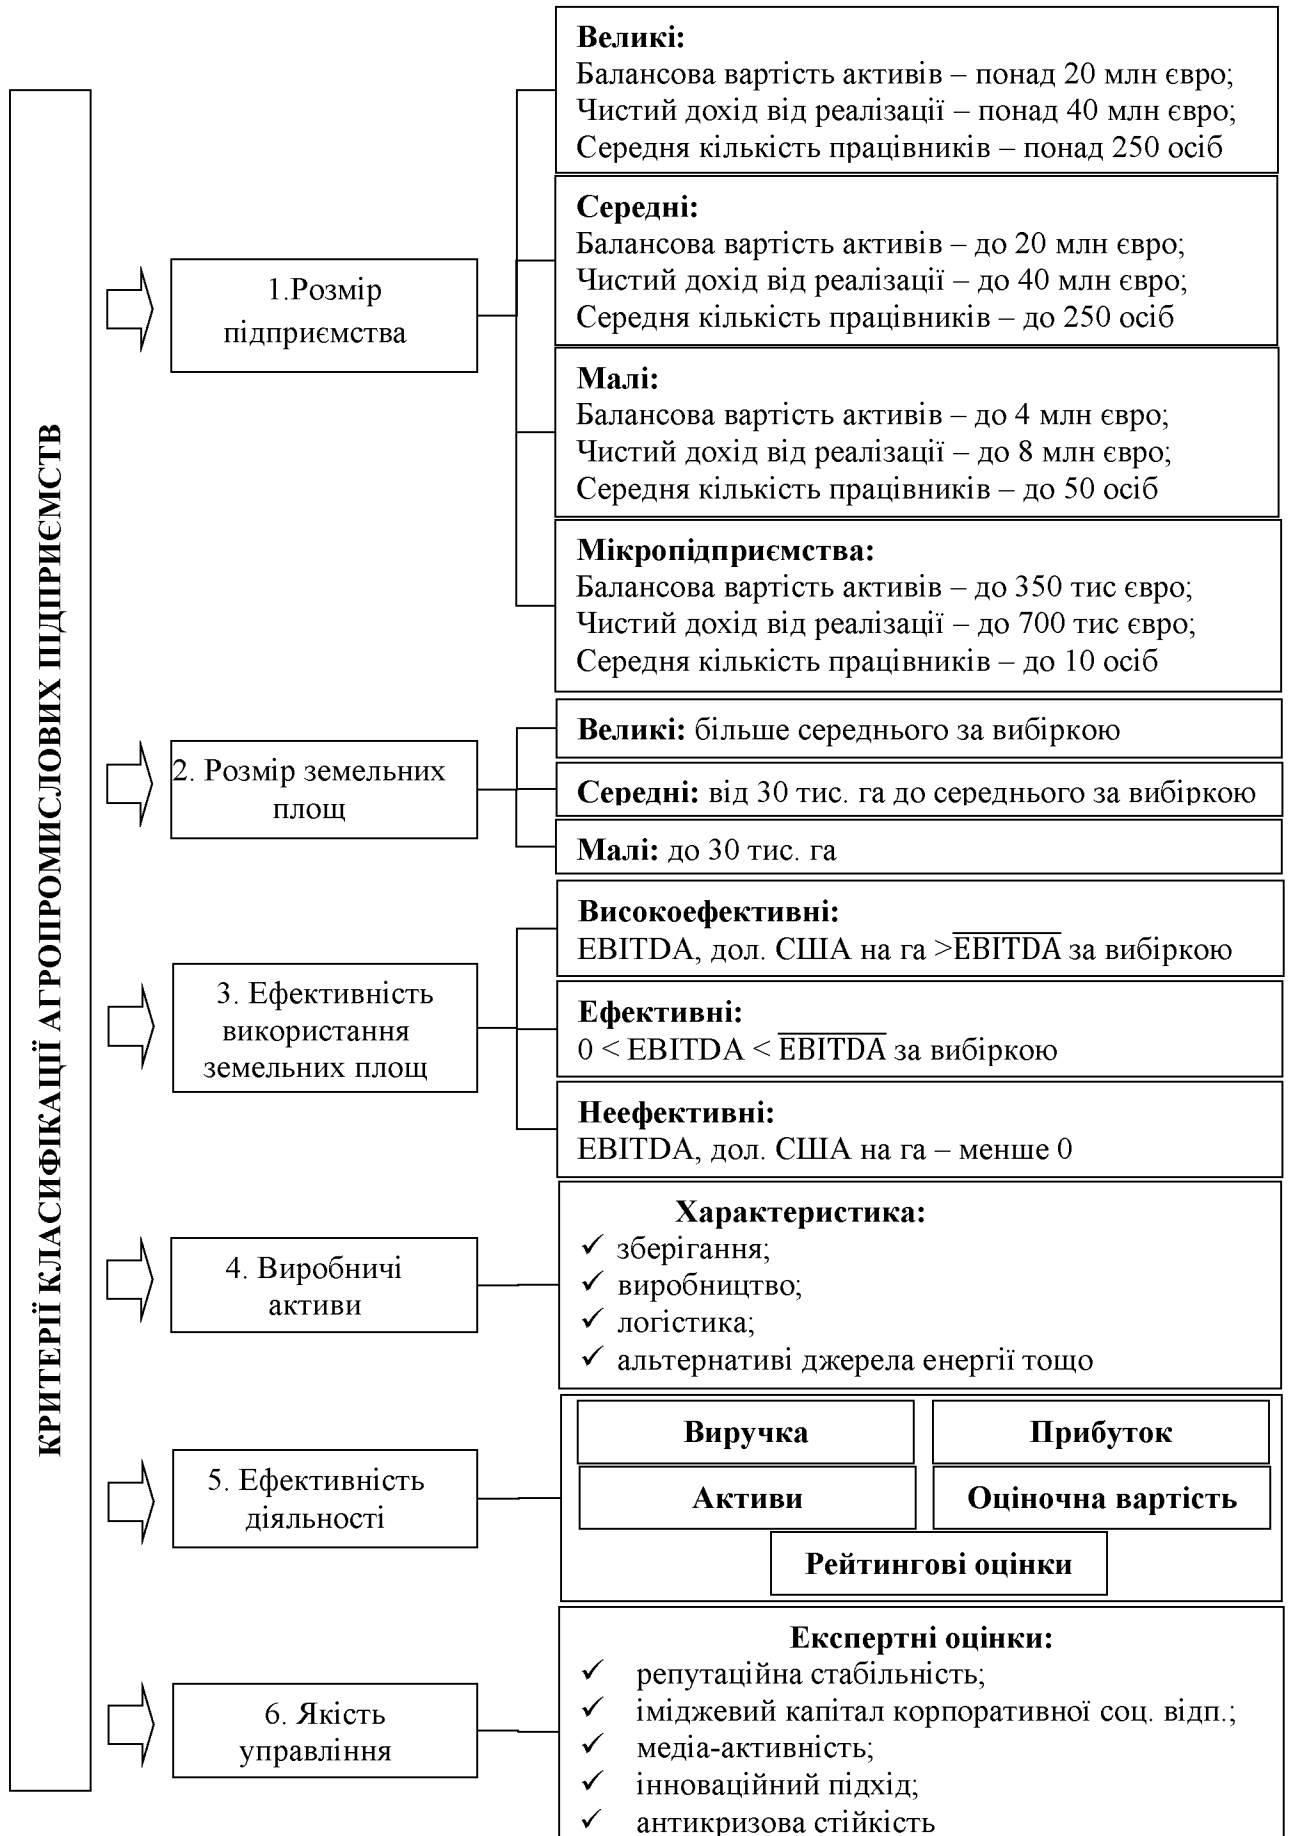 КРИТЕРІЇ КЛАСИФІКАЦІЇ АГРОПРОМИСЛОВИХ ПІДПРИЄМСТВ
1.Розмір
підприємства
Великі:
Балансова вартість активів – понад 20 млн євро;
Чистий дохід від реалізації – понад 40 млн євро;
Середня кількість працівників – понад 250 осіб
Середні:
Балансова вартість активів – до 20 млн євро;
Чистий дохід від реалізації – до 40 млн євро;
Середня кількість працівників – до 250 осіб
Малі:
Балансова вартість активів – до 4 млн євро;
Чистий дохід від реалізації – до 8 млн євро;
Середня кількість працівників – до 50 осіб
Мікропідприємства:
Балансова вартість активів – до 350 тис євро;
Чистий дохід від реалізації – до 700 тис євро;
Середня кількість працівників – до 10 осіб
2. Розмір земельних
площ
Великі: більше середнього за вибіркою
Середні: від 30 тис. га до середнього за вибіркою
Малі: до 30 тис. га
3. Ефективність
використання
земельних площ
Високоефективні:
EBITDA, дол. США на га >E̅B̅I̅T̅D̅A̅ за вибіркою
Ефективні:
0 < EBITDA < E̅B̅I̅T̅D̅A̅ за вибіркою
Неефективні:
EBITDA, дол. США на га – менше 0
4. Виробничі
активи
Характеристика:
✓ зберігання;
✓ виробництво;
✓ логістика;
✓ альтернативі джерела енергії тощо
5. Ефективність
діяльності
Виручка
Прибуток
Активи
Оціночна вартість
Рейтингові оцінки
6. Якість
управління
Експертні оцінки:
✓ репутаційна стабільність;
✓ іміджевий капітал корпоративної соц. відп.;
✓ медіа-активність;
✓ інноваційний підхід;
✓ антикризова стійкість